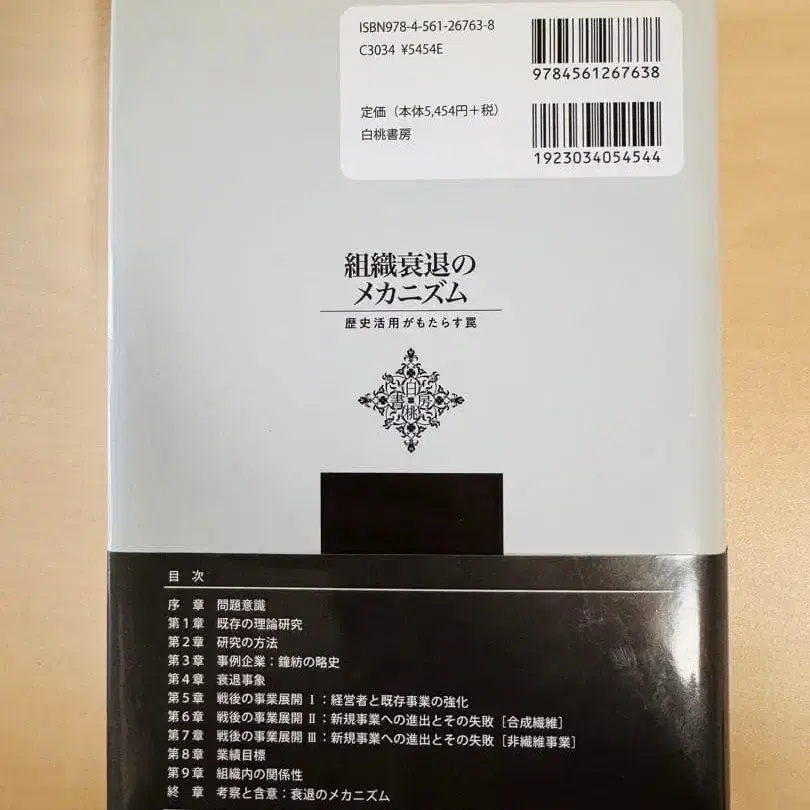 ISBN978-4-561-26763-8
C3034 ¥5454E
9784561267638
定価（本体5,454円＋税）
白桃書房
1923034054544
組織衰退の
メカニズム
歴史活用がもたらす罠
白
書 房
桃
目 次
序 章 問題意識
第1章 既存の理論研究
第2章 研究の方法
第3章 事例企業：鐘紡の略史
第4章 衰退事象
第5章 戦後の事業展開 Ⅰ：経営者と既存事業の強化
第6章 戦後の事業展開 Ⅱ：新規事業への進出とその失敗［合成繊維］
第7章 戦後の事業展開 Ⅲ：新規事業への進出とその失敗［非繊維事業］
第8章 業績目標
第9章 組織内の関係性
終 章 考察と含意：衰退のメカニズム